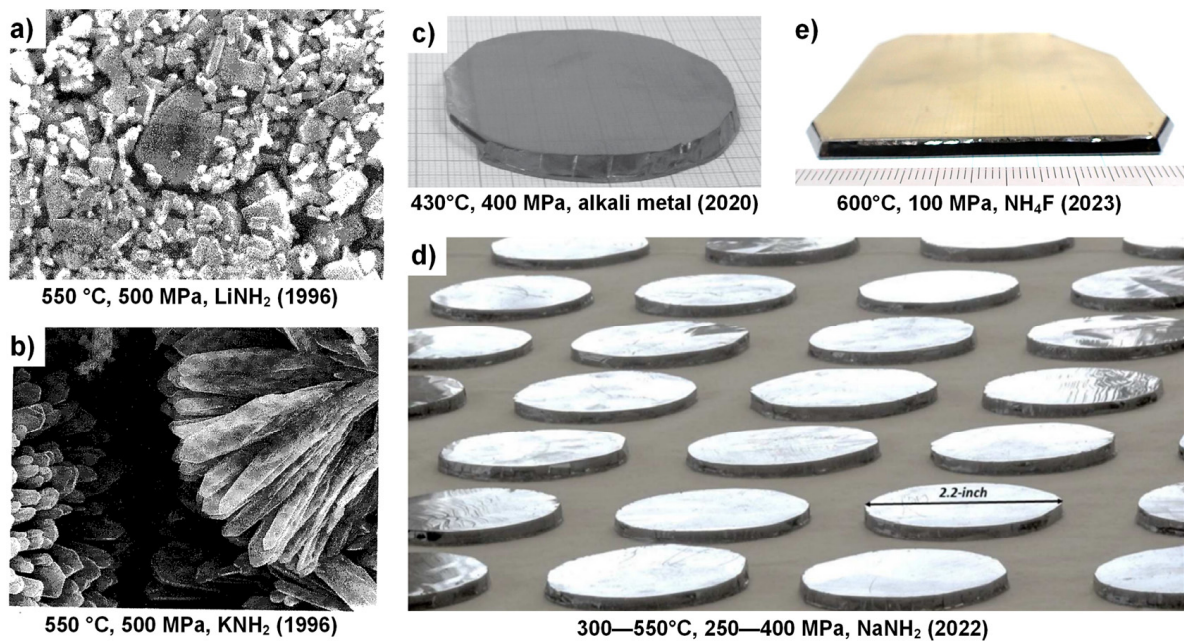 a)
550 °C, 500 MPa, LiNH₂ (1996)
b)
550 °C, 500 MPa, KNH₂ (1996)
c)
430°C, 400 MPa, alkali metal (2020)
e)
600°C, 100 MPa, NH₄F (2023)
d)
2.2-inch
300—550°C, 250—400 MPa, NaNH₂ (2022)